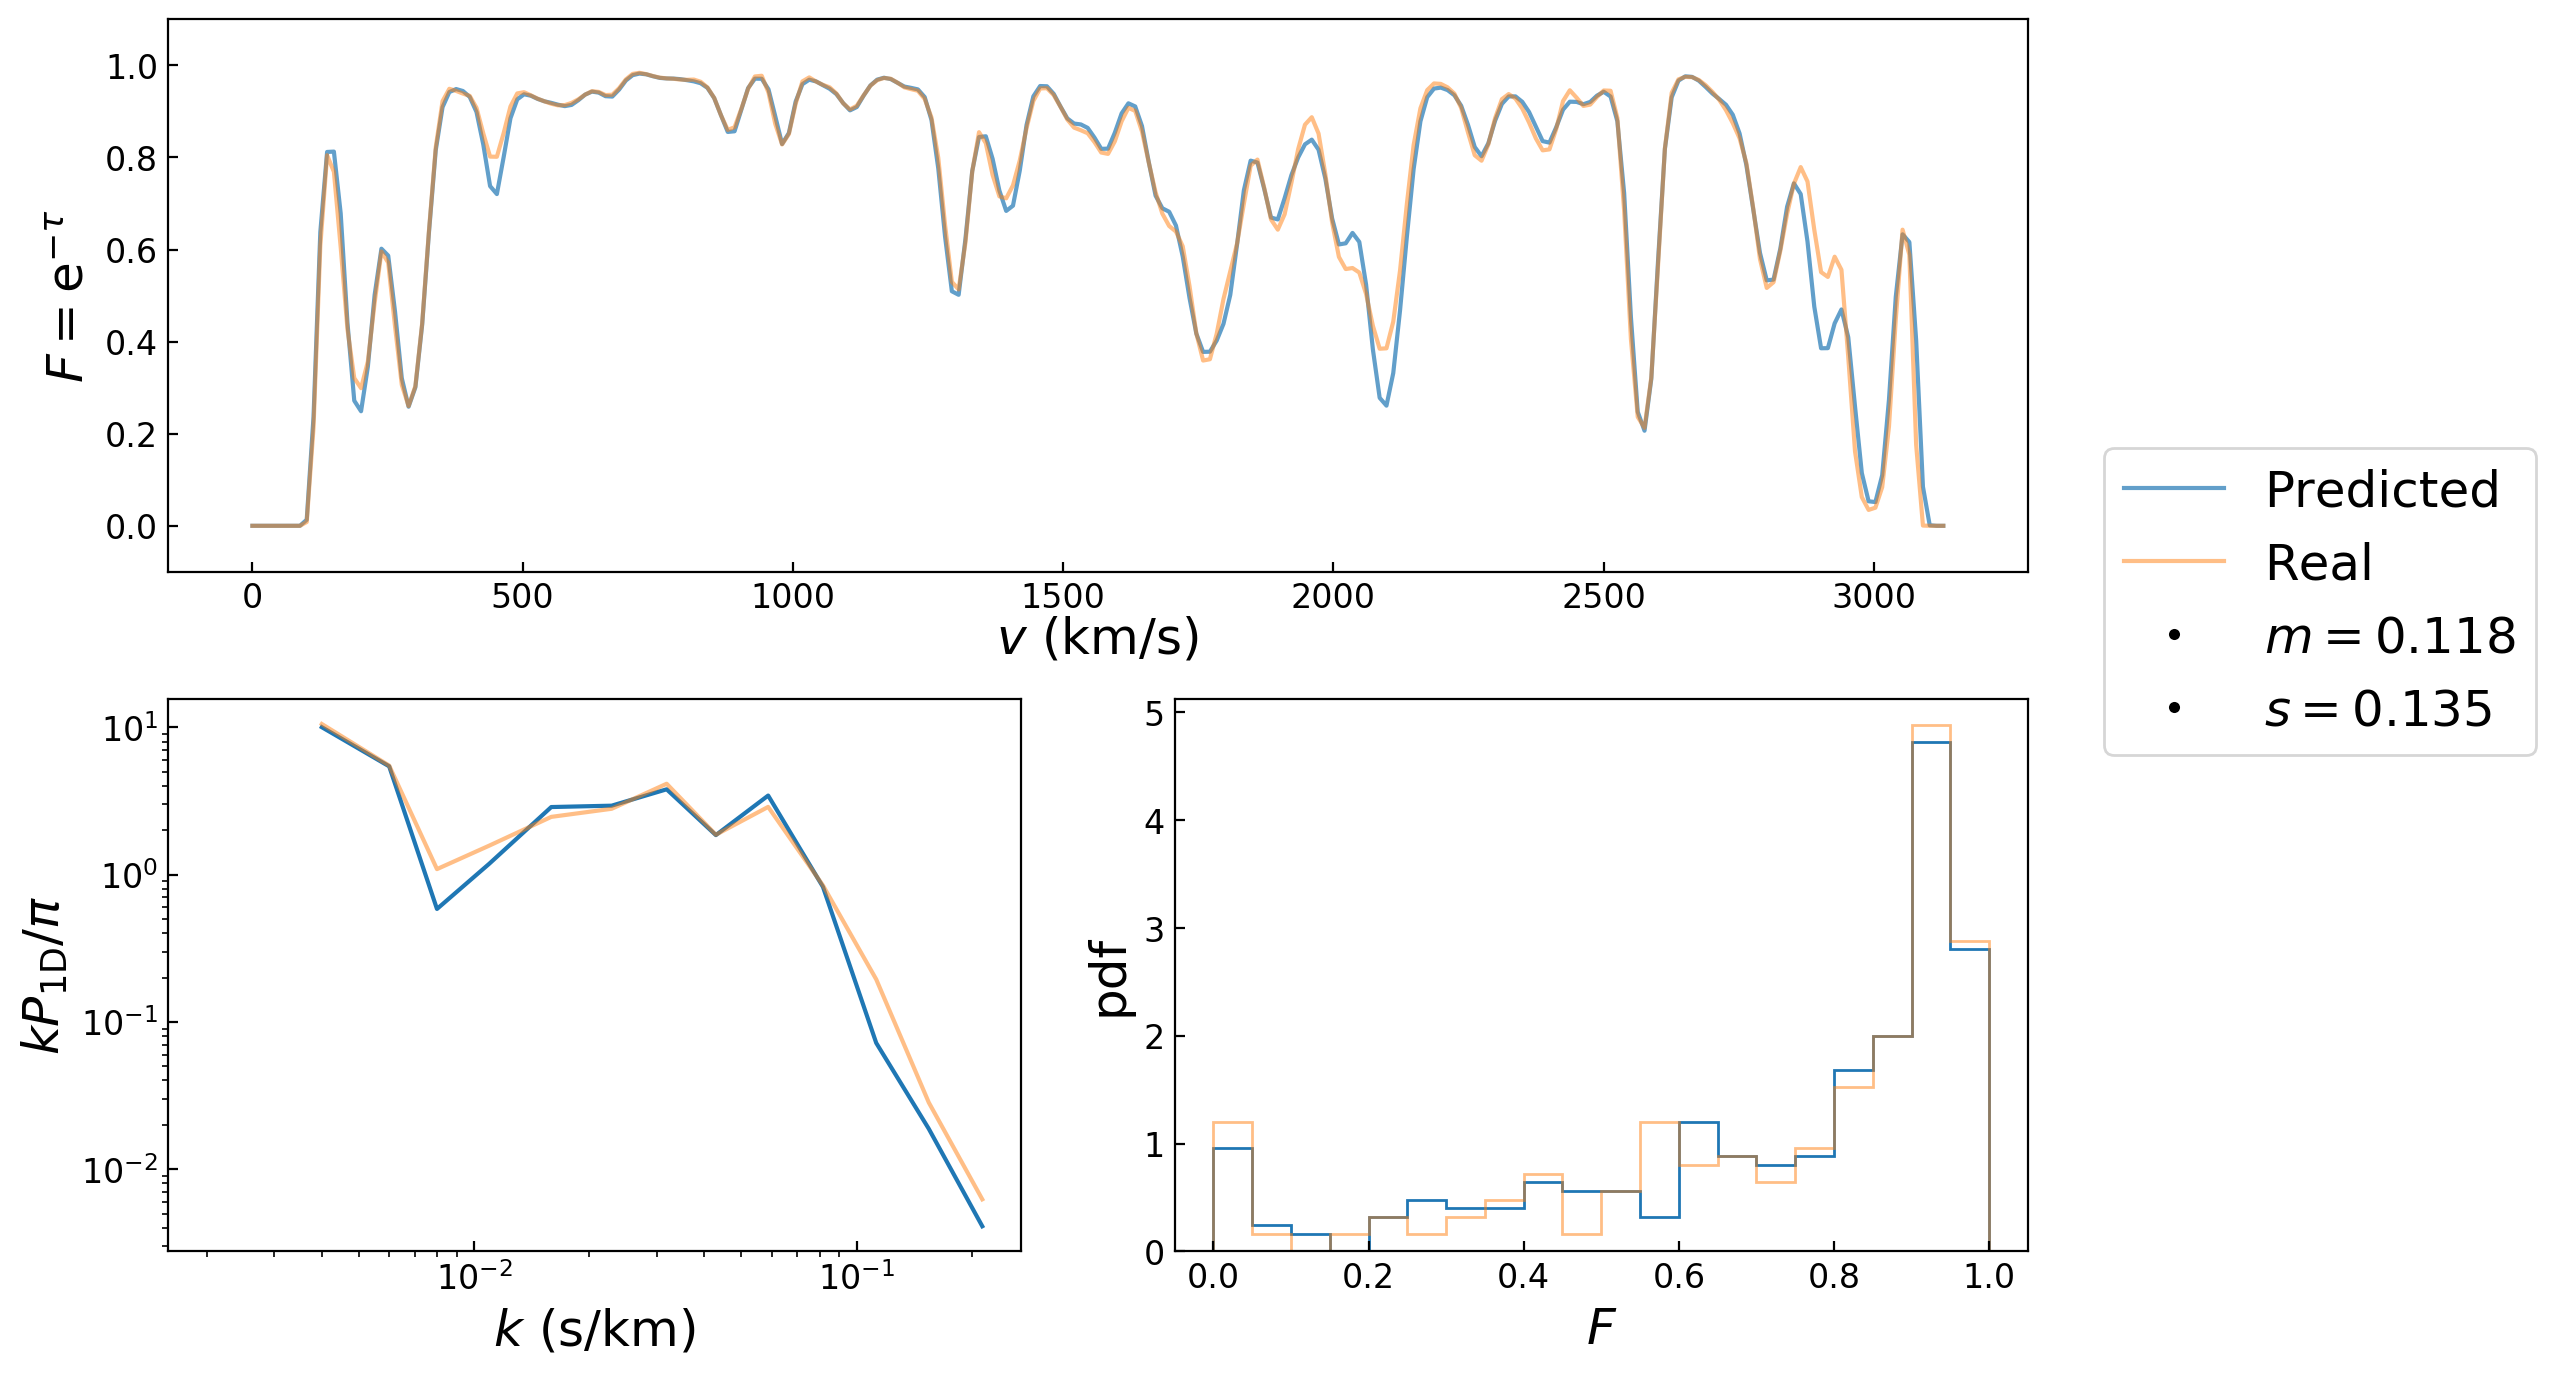 1.0
0.8
0.6
0.4
0.2
0.0
F = e^{−τ}
0 500 1000 1500 2000 2500 3000
v (km/s)
Predicted
Real
m = 0.118
s = 0.135
10^1
10^0
10^{−1}
10^{−2}
kP_{1D}/π
10^{−2} 10^{−1}
k (s/km)
5
4
3
2
1
0
pdf
0.0 0.2 0.4 0.6 0.8 1.0
F